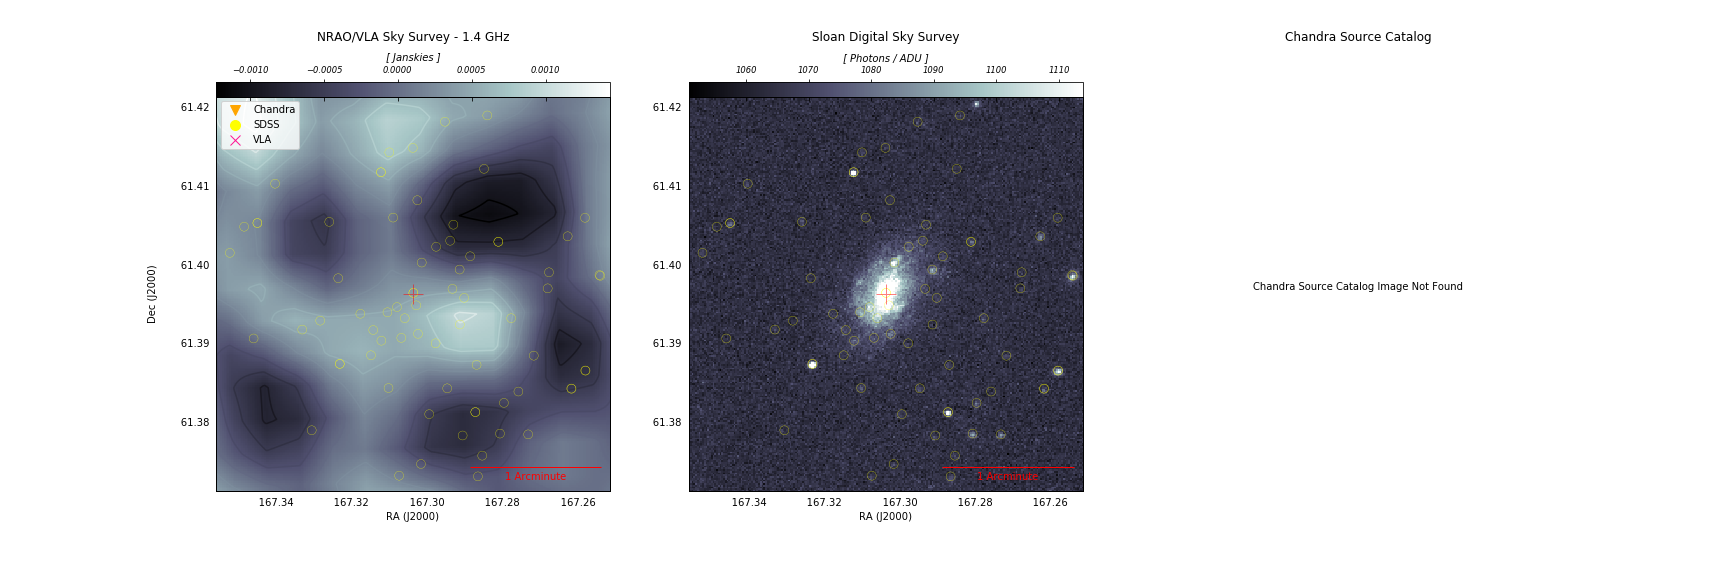 NRAO/VLA Sky Survey - 1.4 GHz
[ Janskies ]
−0.0010 −0.0005 0.0000 0.0005 0.0010
Chandra
SDSS
VLA
61.42
61.41
61.40
61.39
61.38
Dec (J2000)
1 Arcminute
167.34 167.32 167.30 167.28 167.26
RA (J2000)
Sloan Digital Sky Survey
[ Photons / ADU ]
1060 1070 1080 1090 1100 1110
61.42
61.41
61.40
61.39
61.38
1 Arcminute
167.34 167.32 167.30 167.28 167.26
RA (J2000)
Chandra Source Catalog
Chandra Source Catalog Image Not Found